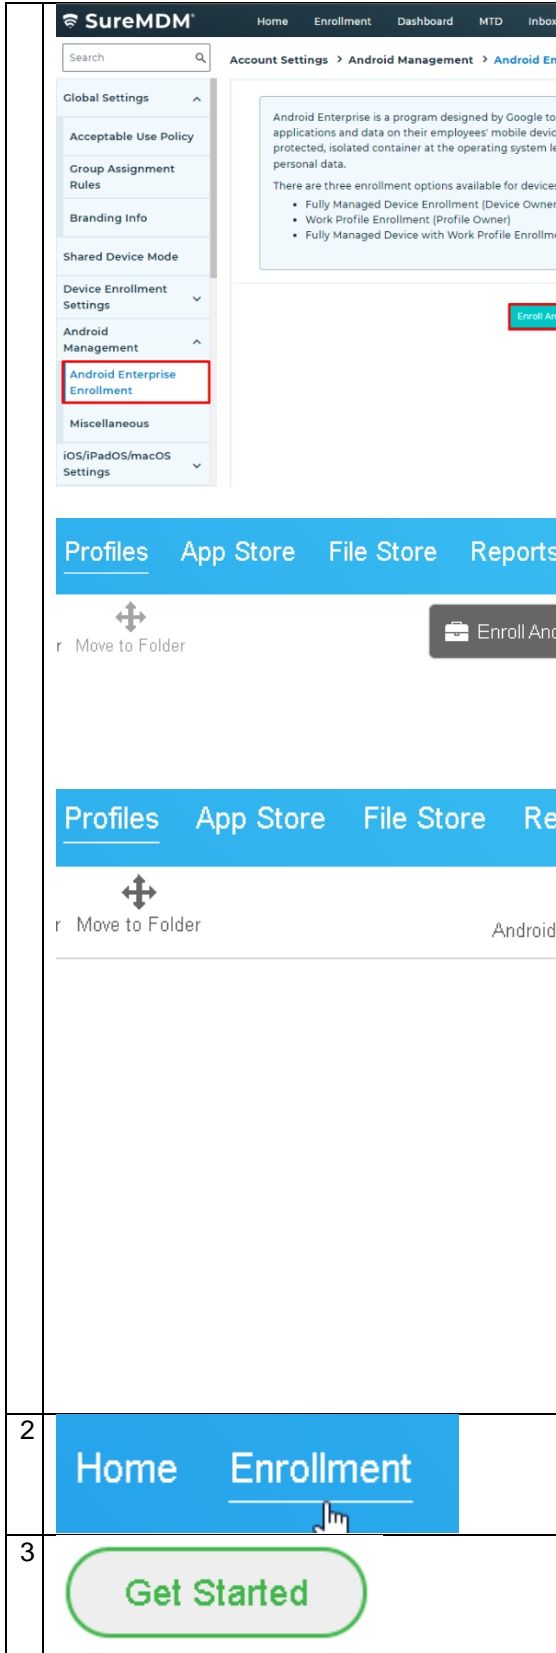 SureMDM
Home Enrollment Dashboard MTD Inbox
Search
Account Settings > Android Management > Android
Global Settings
Acceptable Use Policy
Group Assignment
Rules
Branding Info
Shared Device Mode
Device Enrollment
Settings
Android
Management
Android Enterprise
Enrollment
Miscellaneous
iOS/iPadOS/macOS
Settings
Android Enterprise is a program designed by Google to
applications and data on their employees' mobile
protected, isolated container at the operating system
personal data.
There are three enrollment options available for devices
• Fully Managed Device Enrollment (Device Owner
• Work Profile Enrollment (Profile Owner)
• Fully Managed Device with Work Profile
Enroll
Profiles App Store File Store Reports
r Move to Folder
Enroll
Profiles App Store File Store
r Move to Folder
Android
2
Home Enrollment
3
Get Started